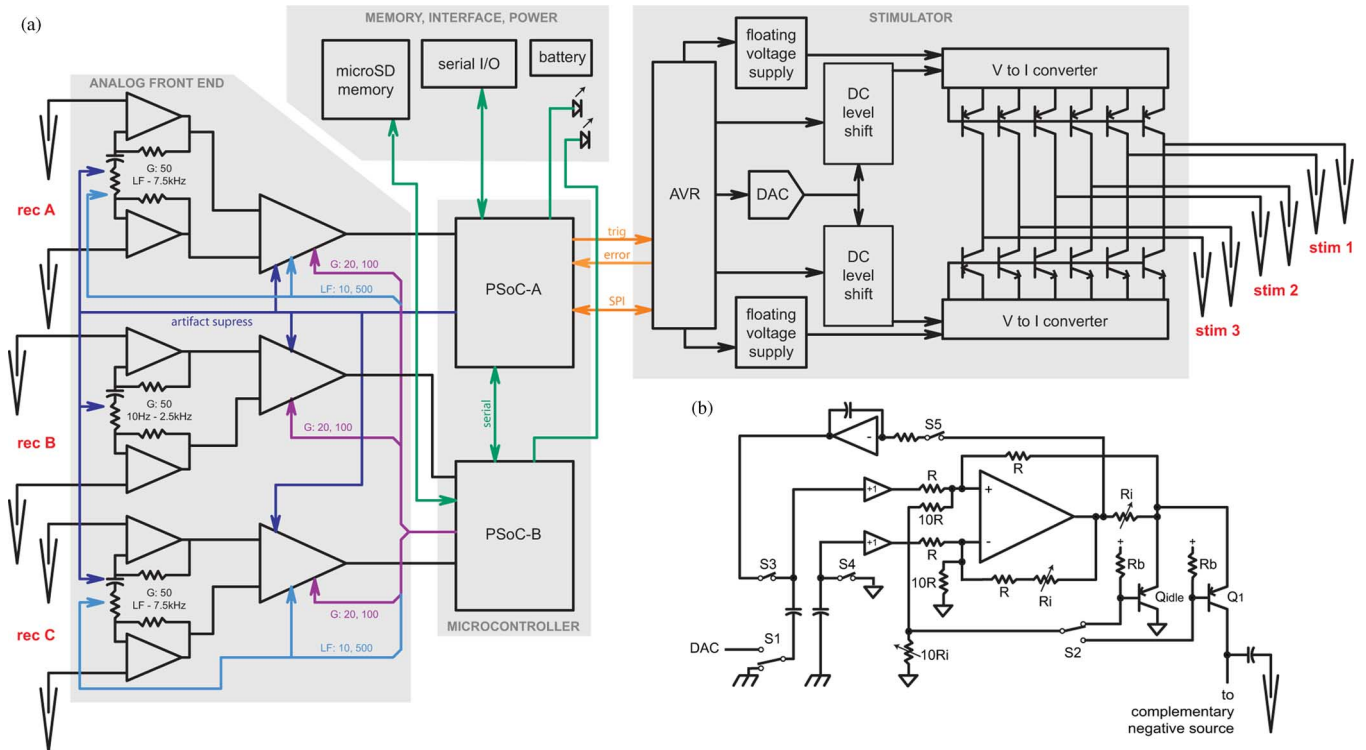 (a)
MEMORY, INTERFACE, POWER
microSD
memory
serial I/O
battery
ANALOG FRONT END
G: 50
LF - 7.5kHz
rec A
G: 20, 100
LF: 10, 500
artifact supress
G: 50
10Hz - 2.5kHz
rec B
G: 20, 100
G: 50
LF - 7.5kHz
rec C
G: 20, 100
LF: 10, 500
PSoC-A
serial
PSoC-B
MICROCONTROLLER
trig
error
SPI
STIMULATOR
AVR
floating
voltage
supply
DC
level
shift
DAC
DC
level
shift
floating
voltage
supply
V to I converter
V to I converter
stim 1
stim 2
stim 3
(b)
-
S5
R
+1
R
+
10R
Ri
+1
R
-
10R
R
Ri
S3
S4
+
Rb
+
Rb
Qidle
Q1
S1
DAC
10Ri
S2
to
complementary
negative source